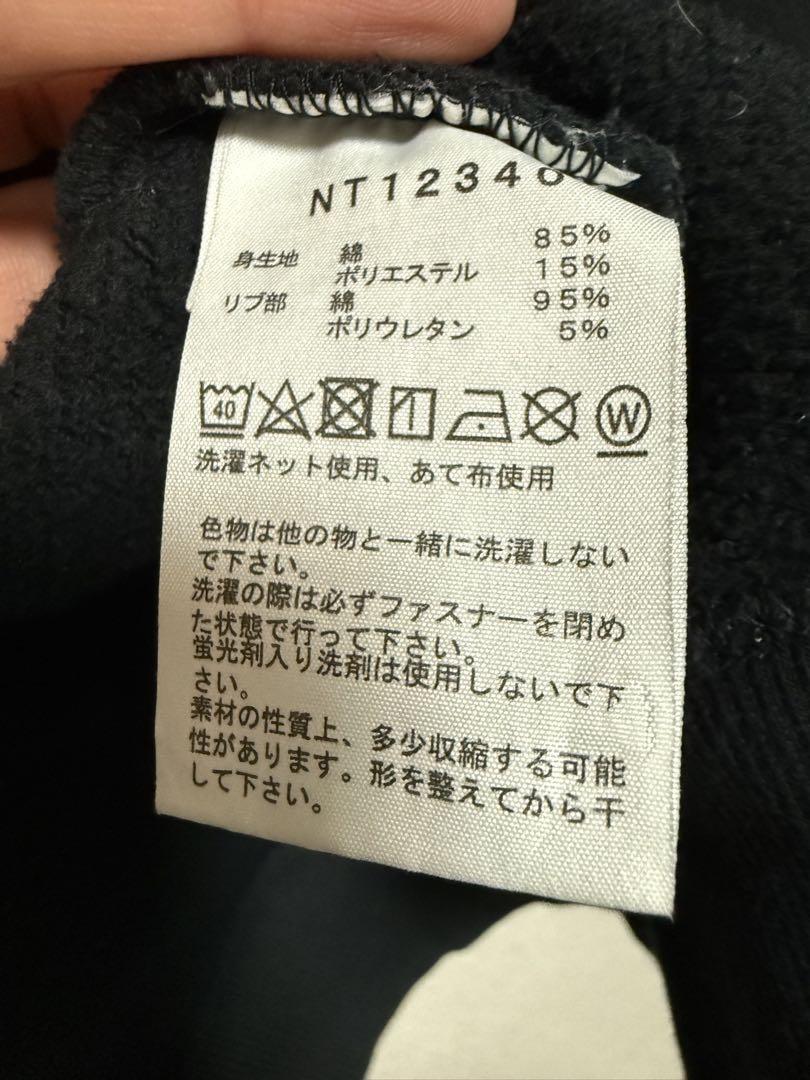 NT12340
身生地 綿 85%
ポリエステル 15%
リブ部 綿 95%
ポリウレタン 5%
40 W
洗濯ネット使用、あて布使用
色物は他の物と一緒に洗濯しない
で下さい。
洗濯の際は必ずファスナーを閉め
た状態で行って下さい。
蛍光剤入り洗剤は使用しないで下
さい。
素材の性質上、多少収縮する可能
性があります。形を整えてから干
して下さい。